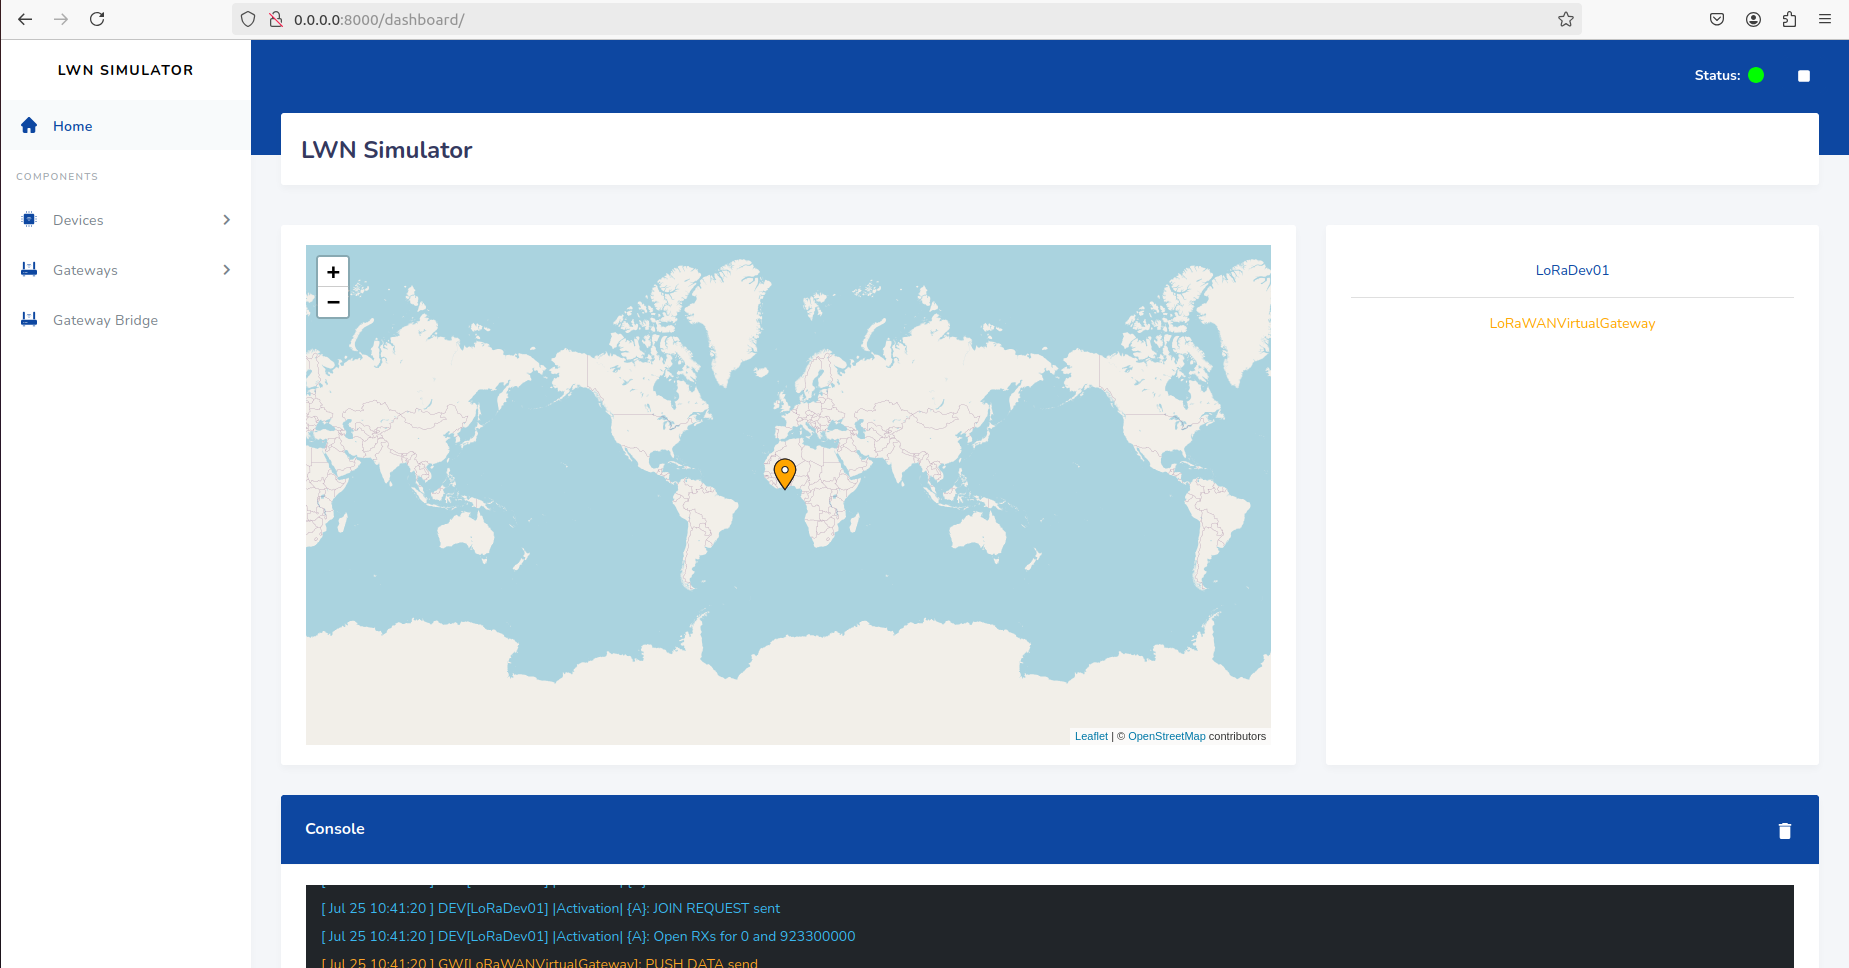 0.0.0.0:8000/dashboard/
LWN SIMULATOR
Status:
Home
LWN Simulator
COMPONENTS
Devices
Gateways
Gateway Bridge
+
−
LoRaDev01
LoRaWANVirtualGateway
Leaflet | © OpenStreetMap contributors
Console
[ Jul 25 10:41:20 ] DEV[LoRaDev01] |Activation| {A}: JOIN REQUEST sent
[ Jul 25 10:41:20 ] DEV[LoRaDev01] |Activation| {A}: Open RXs for 0 and 923300000
[ Jul 25 10:41:20 ] GW[LoRaWANVirtualGateway]: PUSH DATA send